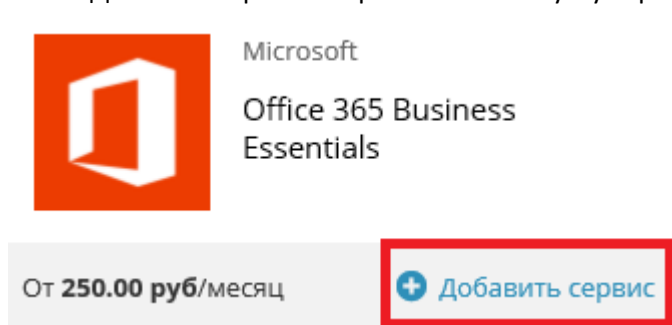 Microsoft
Office 365 Business
Essentials
От 250.00 руб/месяц
Добавить сервис